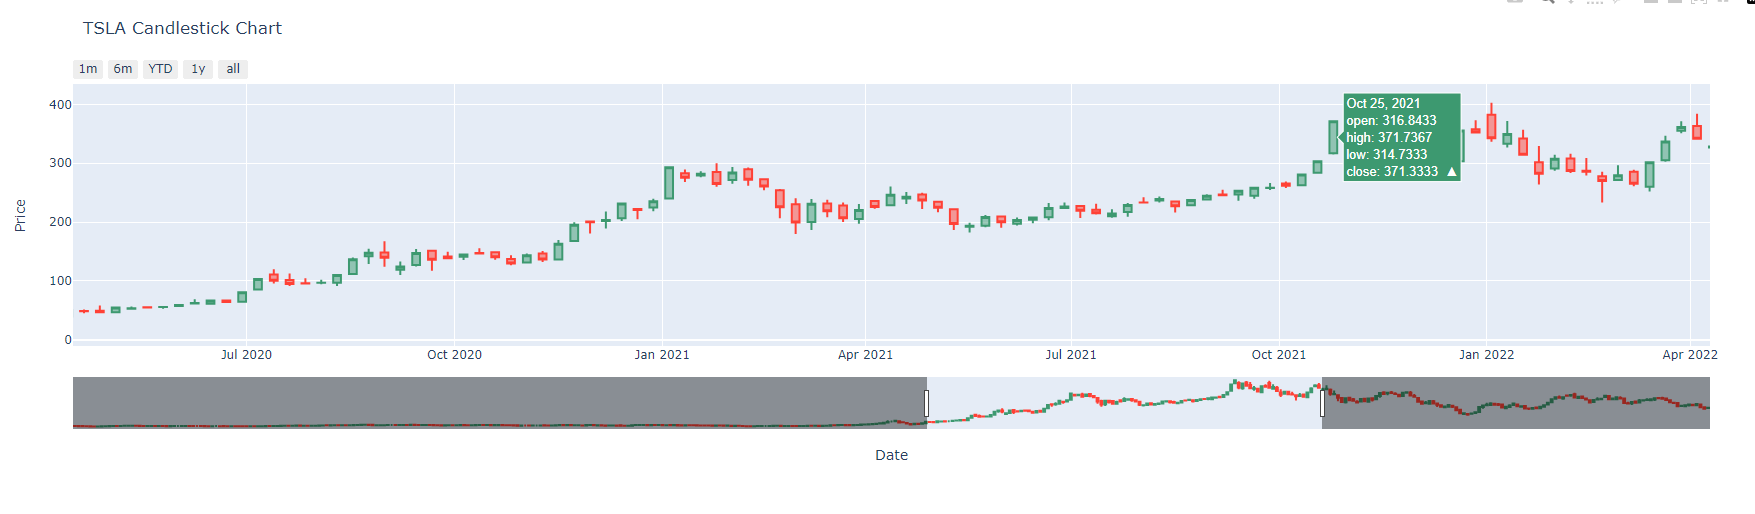 TSLA Candlestick Chart
1m 6m YTD 1y all
Oct 25, 2021
open: 316.8433
high: 371.7367
low: 314.7333
close: 371.3333 ▲
400
300
200
100
0
Price
Jul 2020 Oct 2020 Jan 2021 Apr 2021 Jul 2021 Oct 2021 Jan 2022 Apr 2022
Date